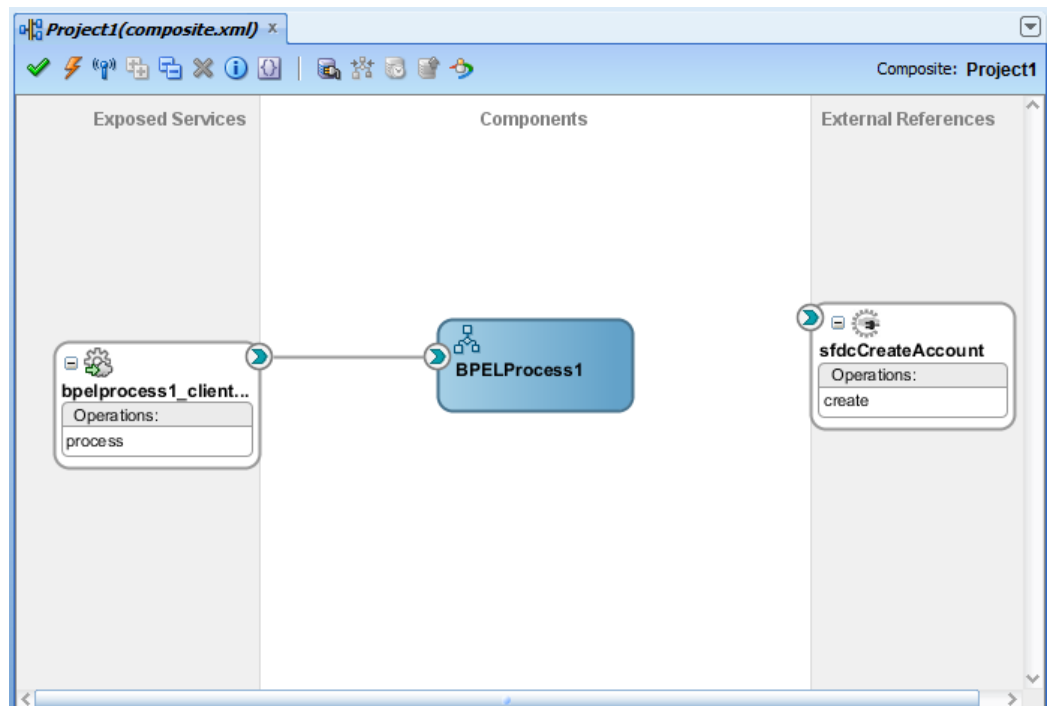 Project1(composite.xml)
Composite: Project1
Exposed Services
Components
External References
bpelprocess1_client...
Operations:
process
BPELProcess1
sfdcCreateAccount
Operations:
create